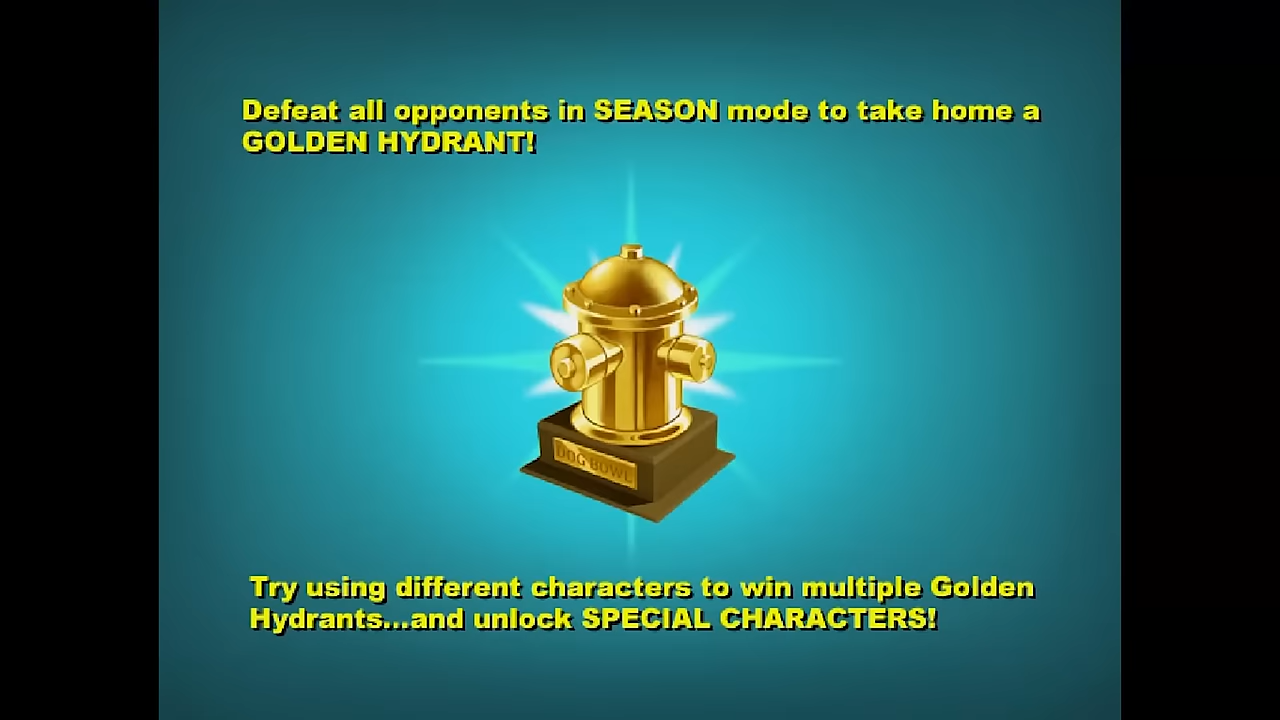 Defeat all opponents in SEASON mode to take home a
GOLDEN HYDRANT!
DOG BOWL
Try using different characters to win multiple Golden
Hydrants...and unlock SPECIAL CHARACTERS!